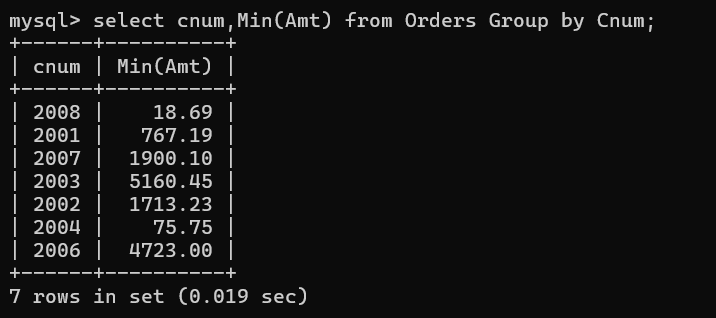 mysql> select cnum,Min(Amt) from Orders Group by Cnum;
+------+----------+
| cnum | Min(Amt) |
+------+----------+
| 2008 |    18.69 |
| 2001 |   767.19 |
| 2007 |  1900.10 |
| 2003 |  5160.45 |
| 2002 |  1713.23 |
| 2004 |    75.75 |
| 2006 |  4723.00 |
+------+----------+
7 rows in set (0.019 sec)